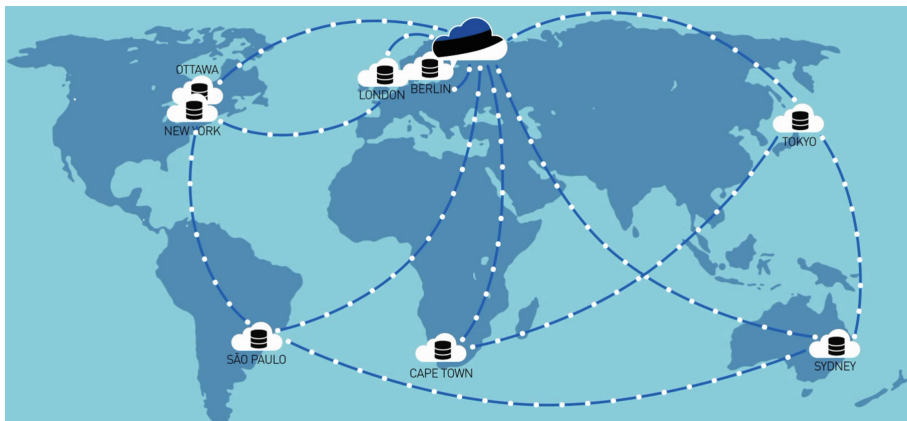 OTTAWA
NEW YORK
LONDON
BERLIN
TOKYO
SÃO PAULO
CAPE TOWN
SYDNEY